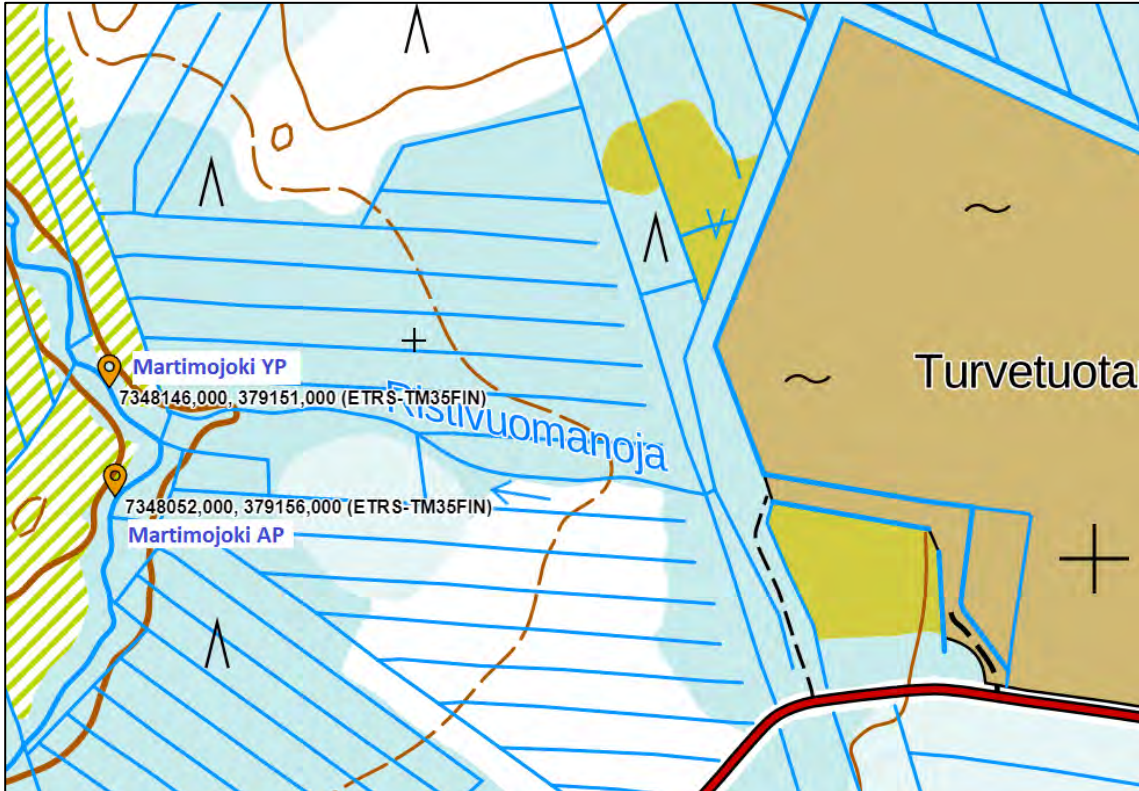 Turvetuota
Martimojoki YP
7348146,000, 379151,000 (ETRS-TM35FIN)
Ristivuomanoja
7348052,000, 379156,000 (ETRS-TM35FIN)
Martimojoki AP